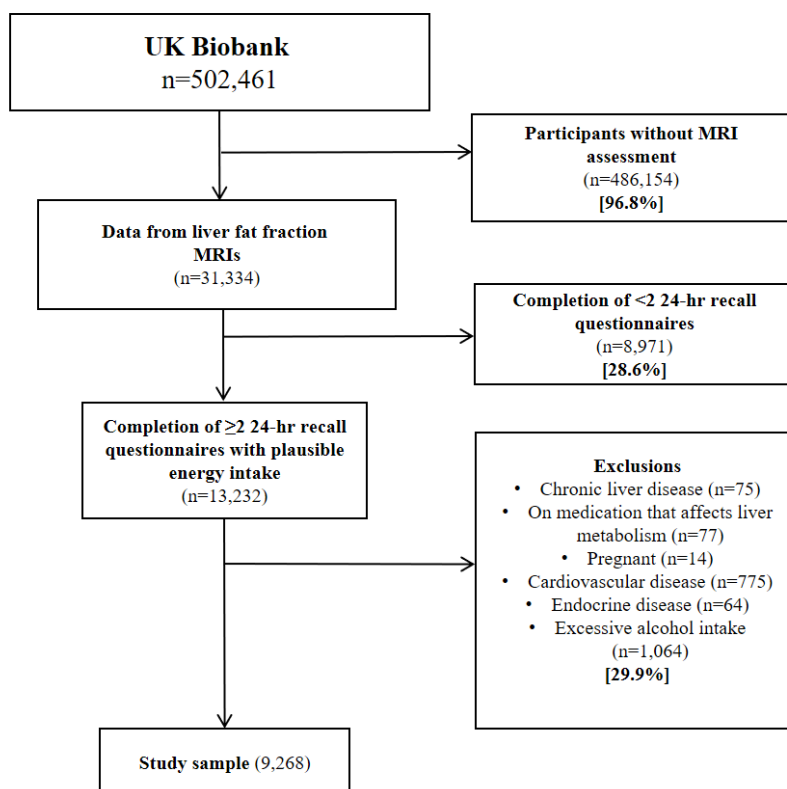 UK Biobank
n=502,461
Participants without MRI
assessment
(n=486,154)
[96.8%]
Data from liver fat fraction
MRIs
(n=31,334)
Completion of <2 24-hr recall
questionnaires
(n=8,971)
[28.6%]
Completion of ≥2 24-hr recall
questionnaires with plausible
energy intake
(n=13,232)
Exclusions
• Chronic liver disease (n=75)
• On medication that affects liver
metabolism (n=77)
• Pregnant (n=14)
• Cardiovascular disease (n=775)
• Endocrine disease (n=64)
• Excessive alcohol intake
(n=1,064)
[29.9%]
Study sample (9,268)